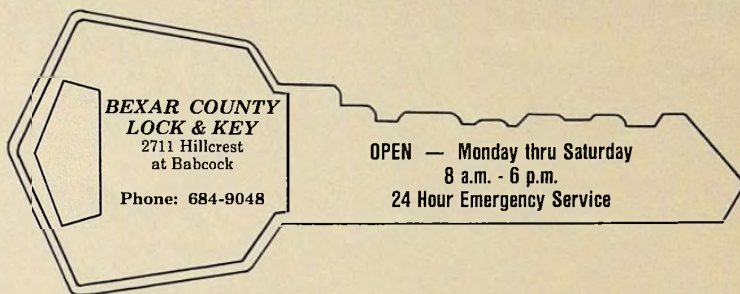 BEXAR COUNTY
LOCK & KEY
2711 Hillcrest
at Babcock
Phone: 684-9048
OPEN — Monday thru Saturday
8 a.m. - 6 p.m.
24 Hour Emergency Service